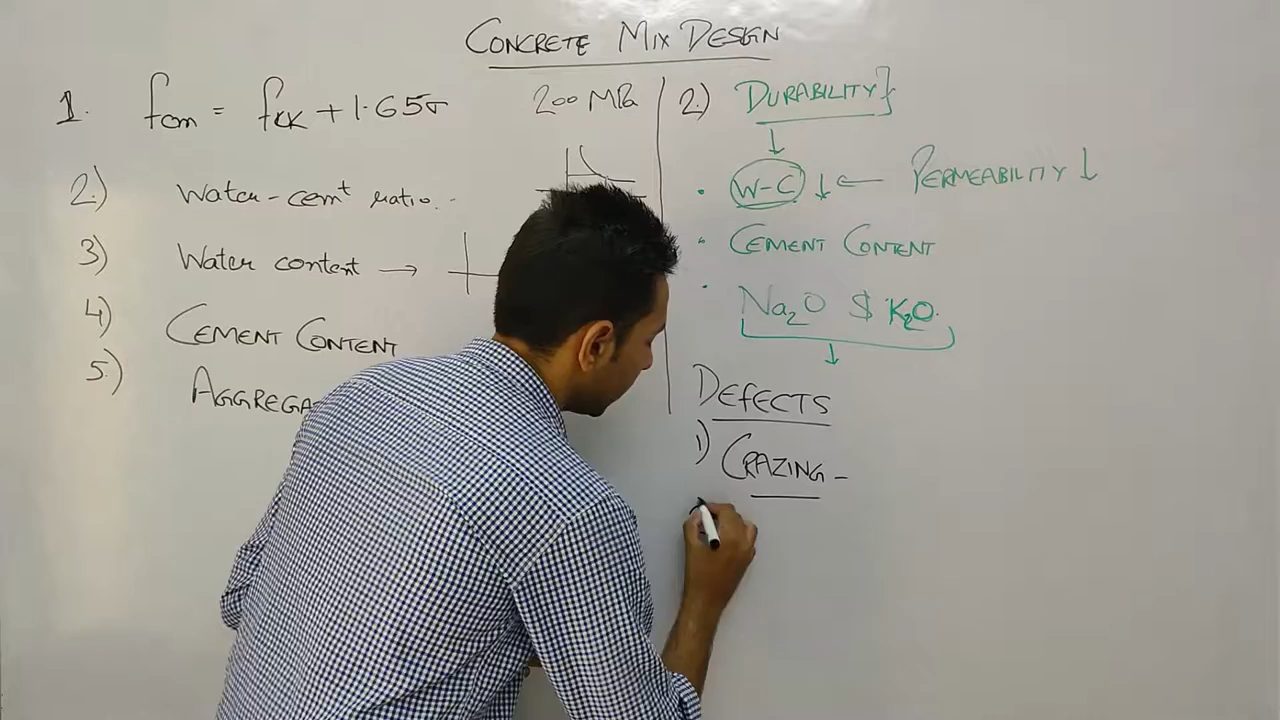 CONCRETE MIX DESIGN
1. fcm = fck + 1.65σ
200 MPa
2.) Water-cemt ratio.
3) Water content →
4) CEMENT CONTENT
5.) AGGREGA
2.) DURABILITY}
↓
• W-C ↓ ← PERMEABILITY ↓
• CEMENT CONTENT
• Na2O $ K2O.
↓
DEFECTS
1) CRAZING -